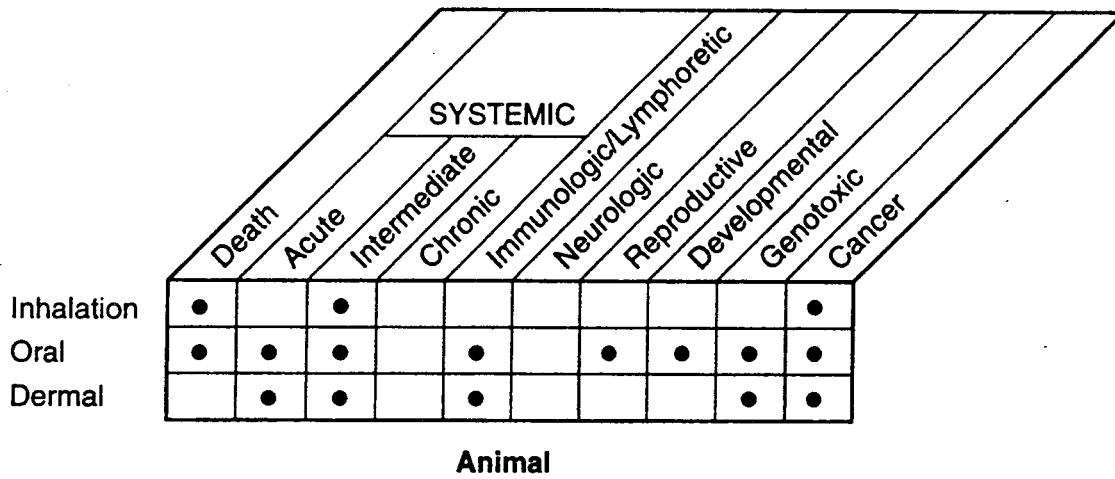 SYSTEMIC
Death
Acute
Intermediate
Chronic
Immunologic/Lymphoretic
Neurologic
Reproductive
Developmental
Genotoxic
Cancer
Inhalation
Oral
Dermal
Animal